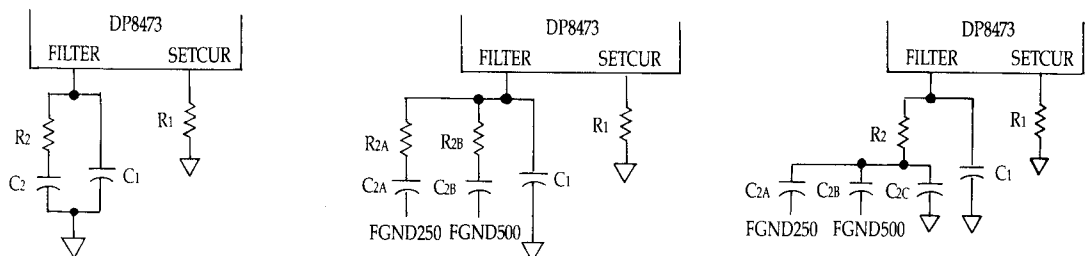 DP8473
FILTER SETCUR
R2
R1
C2
C1
DP8473
FILTER SETCUR
R2A
R2B
R1
C2A
C2B
C1
FGND250 FGND500
DP8473
FILTER SETCUR
R2
R1
C2A
C2B
C2C
C1
FGND250 FGND500